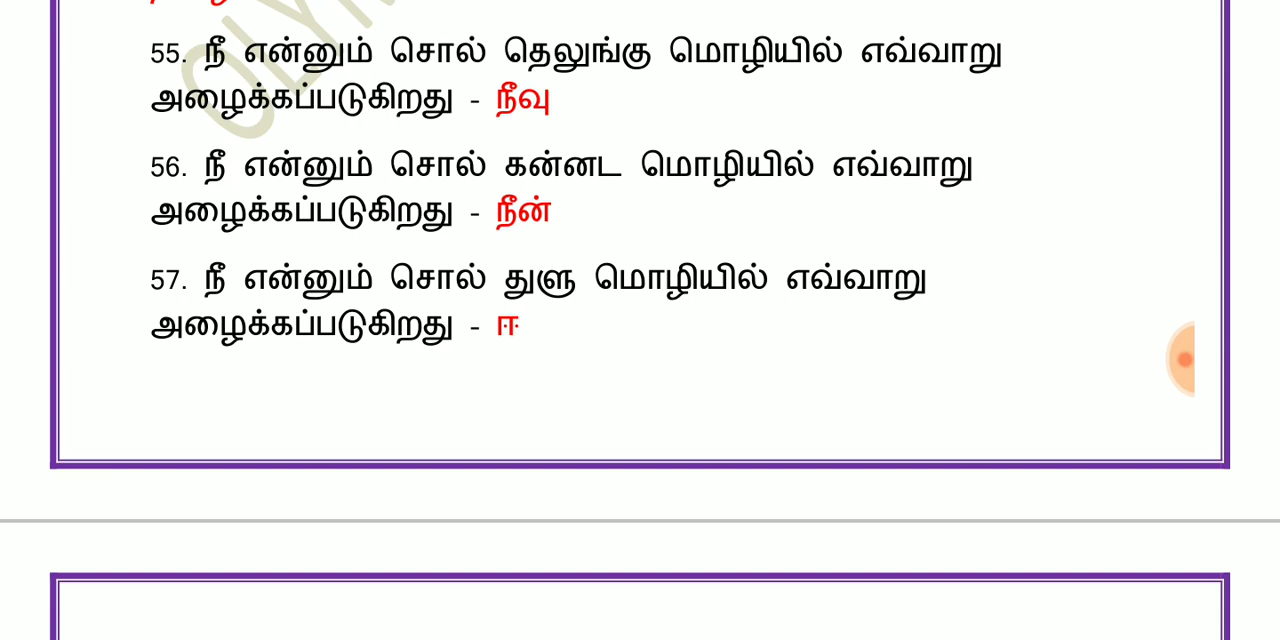 55. நீ என்னும் சொல் தெலுங்கு மொழியில் எவ்வாறு
அழைக்கப்படுகிறது - நீவு
56. நீ என்னும் சொல் கன்னட மொழியில் எவ்வாறு
அழைக்கப்படுகிறது - நீன்
57. நீ என்னும் சொல் துளு மொழியில் எவ்வாறு
அழைக்கப்படுகிறது - ஈ